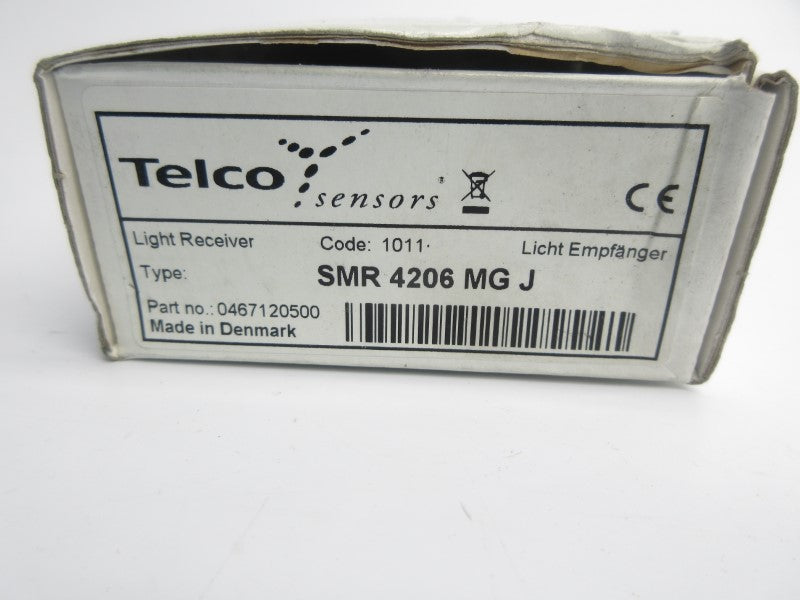 Telco sensors
CE
Light Receiver Code: 1011· Licht Empfänger
Type: SMR 4206 MG J
Part no.: 0467120500
Made in Denmark